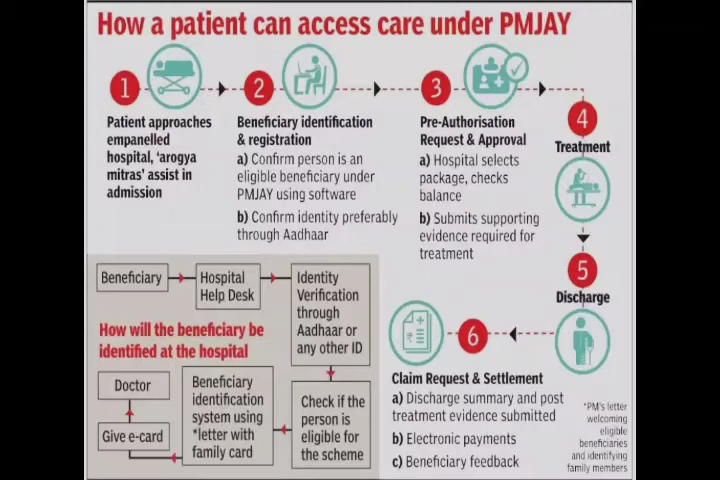 How a patient can access care under PMJAY
1
Patient approaches
empanelled
hospital, ‘arogya
mitras’ assist in
admission
2
Beneficiary identification
& registration
a) Confirm person is an
eligible beneficiary under
PMJAY using software
b) Confirm identity preferably
through Aadhaar
3
Pre-Authorisation
Request & Approval
a) Hospital selects
package, checks
balance
b) Submits supporting
evidence required for
treatment
4
Treatment
5
Discharge
6
Claim Request & Settlement
a) Discharge summary and post
treatment evidence submitted
b) Electronic payments
c) Beneficiary feedback
*PM’s letter
welcoming
eligible
beneficiaries
and identifying
family members
How will the beneficiary be
identified at the hospital
Beneficiary
Hospital
Help Desk
Identity
Verification
through
Aadhaar or
any other ID
Check if the
person is
eligible for
the scheme
Beneficiary
identification
system using
*letter with
family card
Give e-card
Doctor
₹